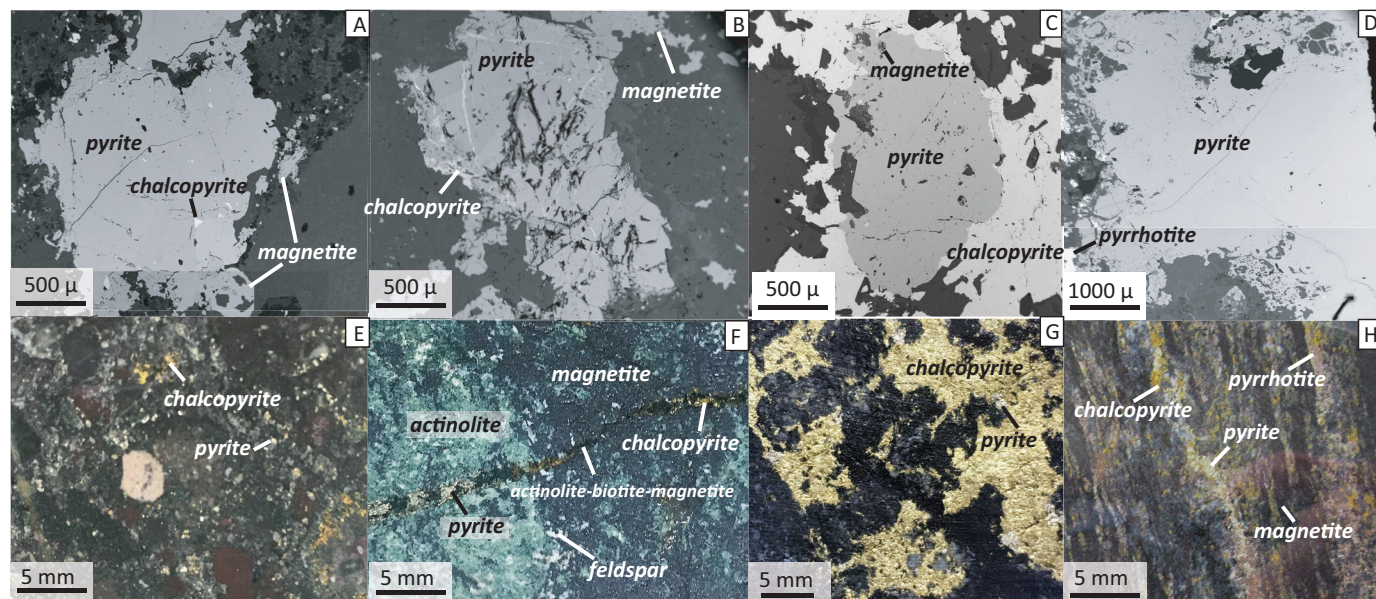 A
pyrite
chalcopyrite
magnetite
500 µ
B
pyrite
magnetite
chalcopyrite
500 µ
C
magnetite
pyrite
chalcopyrite
500 µ
D
pyrite
pyrrhotite
1000 µ
E
chalcopyrite
pyrite
5 mm
F
magnetite
actinolite
chalcopyrite
actinolite-biotite-magnetite
pyrite
feldspar
5 mm
G
chalcopyrite
pyrite
5 mm
H
pyrrhotite
chalcopyrite
pyrite
magnetite
5 mm